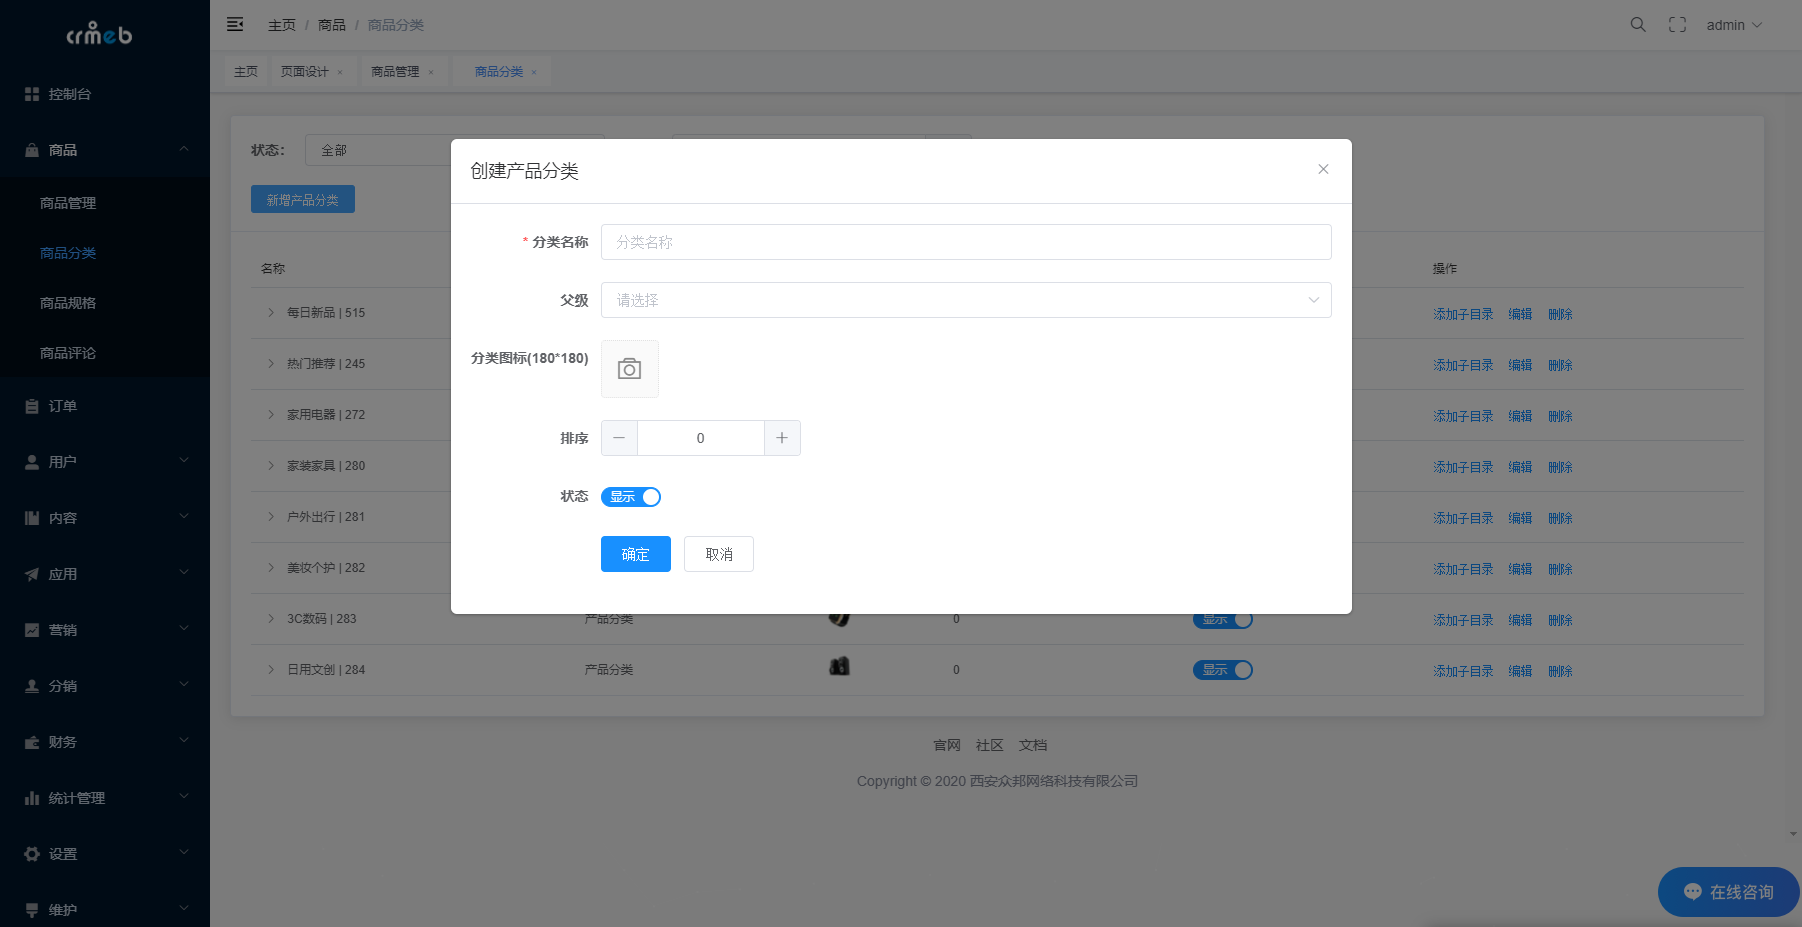 crmeb
主页 / 商品 / 商品分类
admin
主页
页面设计 ×
商品管理 ×
商品分类 ×
控制台
商品
商品管理
商品分类
商品规格
商品评论
订单
用户
内容
应用
营销
分销
财务
统计管理
设置
维护
状态：
全部
新增产品分类
名称
操作
每日新品 | 515
添加子目录 编辑 删除
热门推荐 | 245
添加子目录 编辑 删除
家用电器 | 272
添加子目录 编辑 删除
家装家具 | 280
添加子目录 编辑 删除
户外出行 | 281
添加子目录 编辑 删除
美妆个护 | 282
添加子目录 编辑 删除
3C数码 | 283 产品分类 0 显示 添加子目录 编辑 删除
日用文创 | 284 产品分类 0 显示 添加子目录 编辑 删除
创建产品分类
* 分类名称 分类名称
父级 请选择
分类图标(180*180)
排序 0
状态 显示
确定 取消
官网 社区 文档
Copyright © 2020 西安众邦网络科技有限公司
在线咨询